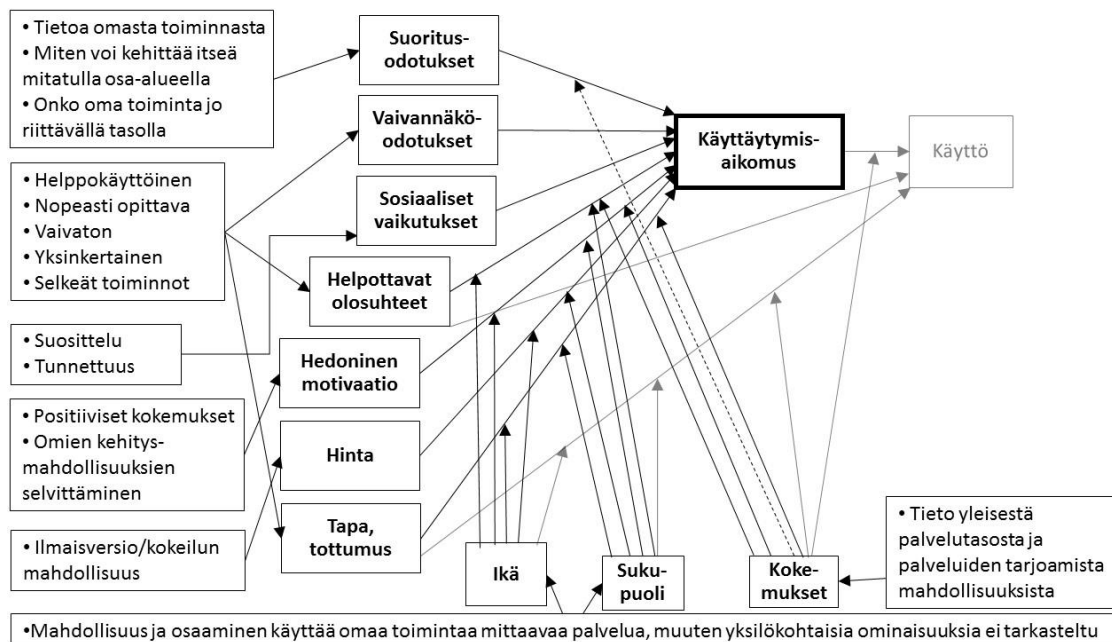 • Tietoa omasta toiminnasta
• Miten voi kehittää itseä
mitatulla osa-alueella
• Onko oma toiminta jo
riittävällä tasolla
• Helppokäyttöinen
• Nopeasti opittava
• Vaivaton
• Yksinkertainen
• Selkeät toiminnot
• Suosittelu
• Tunnettuus
• Positiiviset kokemukset
• Omien kehitys-
mahdollisuuksien
selvittäminen
• Ilmaisversio/kokeilun
mahdollisuus
Suoritus-
odotukset
Vaivannäkö-
odotukset
Sosiaaliset
vaikutukset
Helpottavat
olosuhteet
Hedoninen
motivaatio
Hinta
Tapa,
tottumus
Käyttäytymis-
aikomus
Käyttö
Ikä
Suku-
puoli
Koke-
mukset
• Tieto yleisestä
palvelutasosta ja
palveluiden tarjoamista
mahdollisuuksista
•Mahdollisuus ja osaaminen käyttää omaa toimintaa mittaavaa palvelua, muuten yksilökohtaisia ominaisuuksia ei tarkasteltu